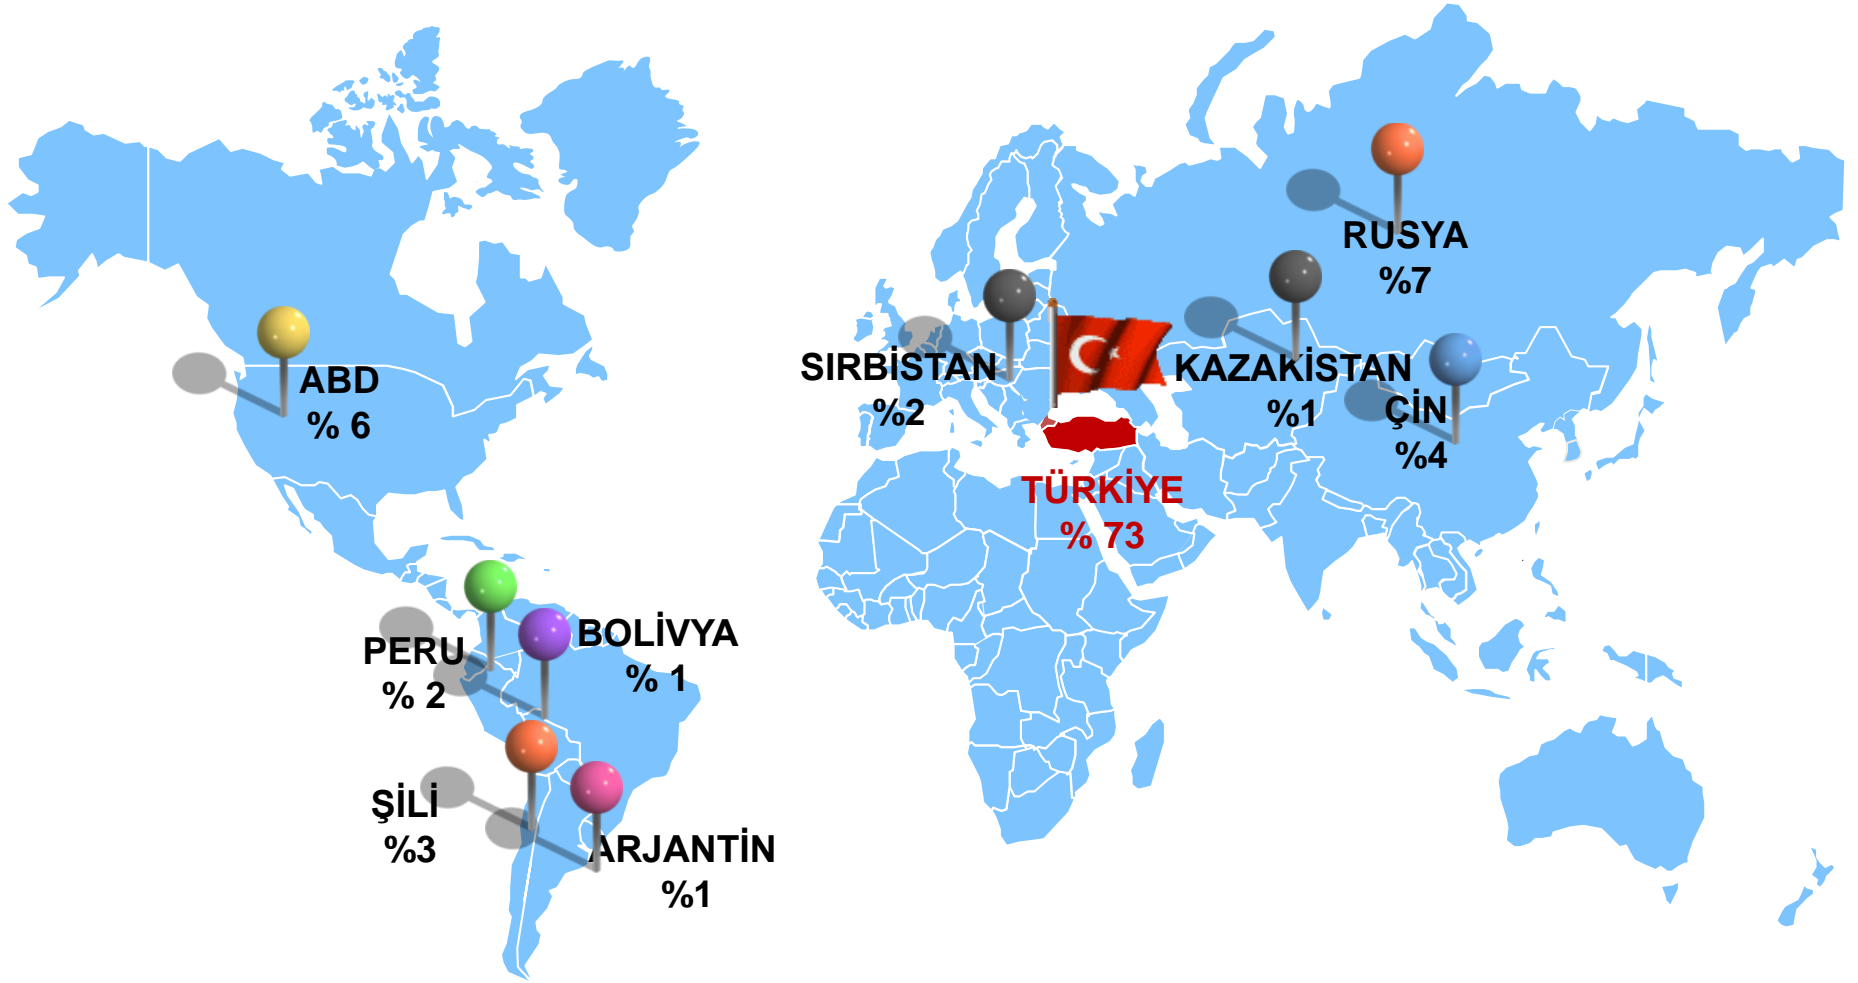 RUSYA
%7
SIRBİSTAN
%2
KAZAKİSTAN
%1
ABD
% 6
ÇİN
%4
TÜRKİYE
% 73
BOLİVYA
% 1
PERU
% 2
ŞİLİ
%3
ARJANTİN
%1